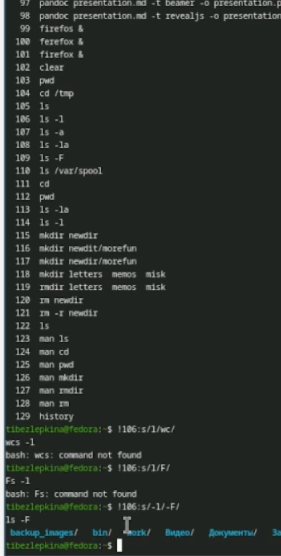 97 pandoc presentation.md -t beamer -o presentation.p
98 pandoc presentation.md -t revealjs -o presentation
99 firefos &
100 ferefox &
101 firefox &
102 clear
103 pwd
104 cd /tmp
105 ls
106 ls -l
107 ls -a
108 ls -la
109 ls -F
110 ls /var/spool
111 cd
112 pwd
113 ls -la
114 ls -l
115 mkdir newdir
116 mkdir newdit/morefun
117 mkdir newdir/morefun
118 mkdir letters memos misk
119 rmdir letters memos misk
120 rm newdir
121 rm -r newdir
122 ls
123 man ls
124 man cd
125 man pwd
126 man mkdir
127 man rmdir
128 man rm
129 history
tibezlepkina@fedora:~$ !106:s/l/wc/
wcs -l
bash: wcs: command not found
tibezlepkina@fedora:~$ !106:s/l/F/
Fs -l
bash: Fs: command not found
tibezlepkina@fedora:~$ !106:s/-l/-F/
ls -F
backup_images/ bin/ work/ Видео/ Документы/ За
tibezlepkina@fedora:~$